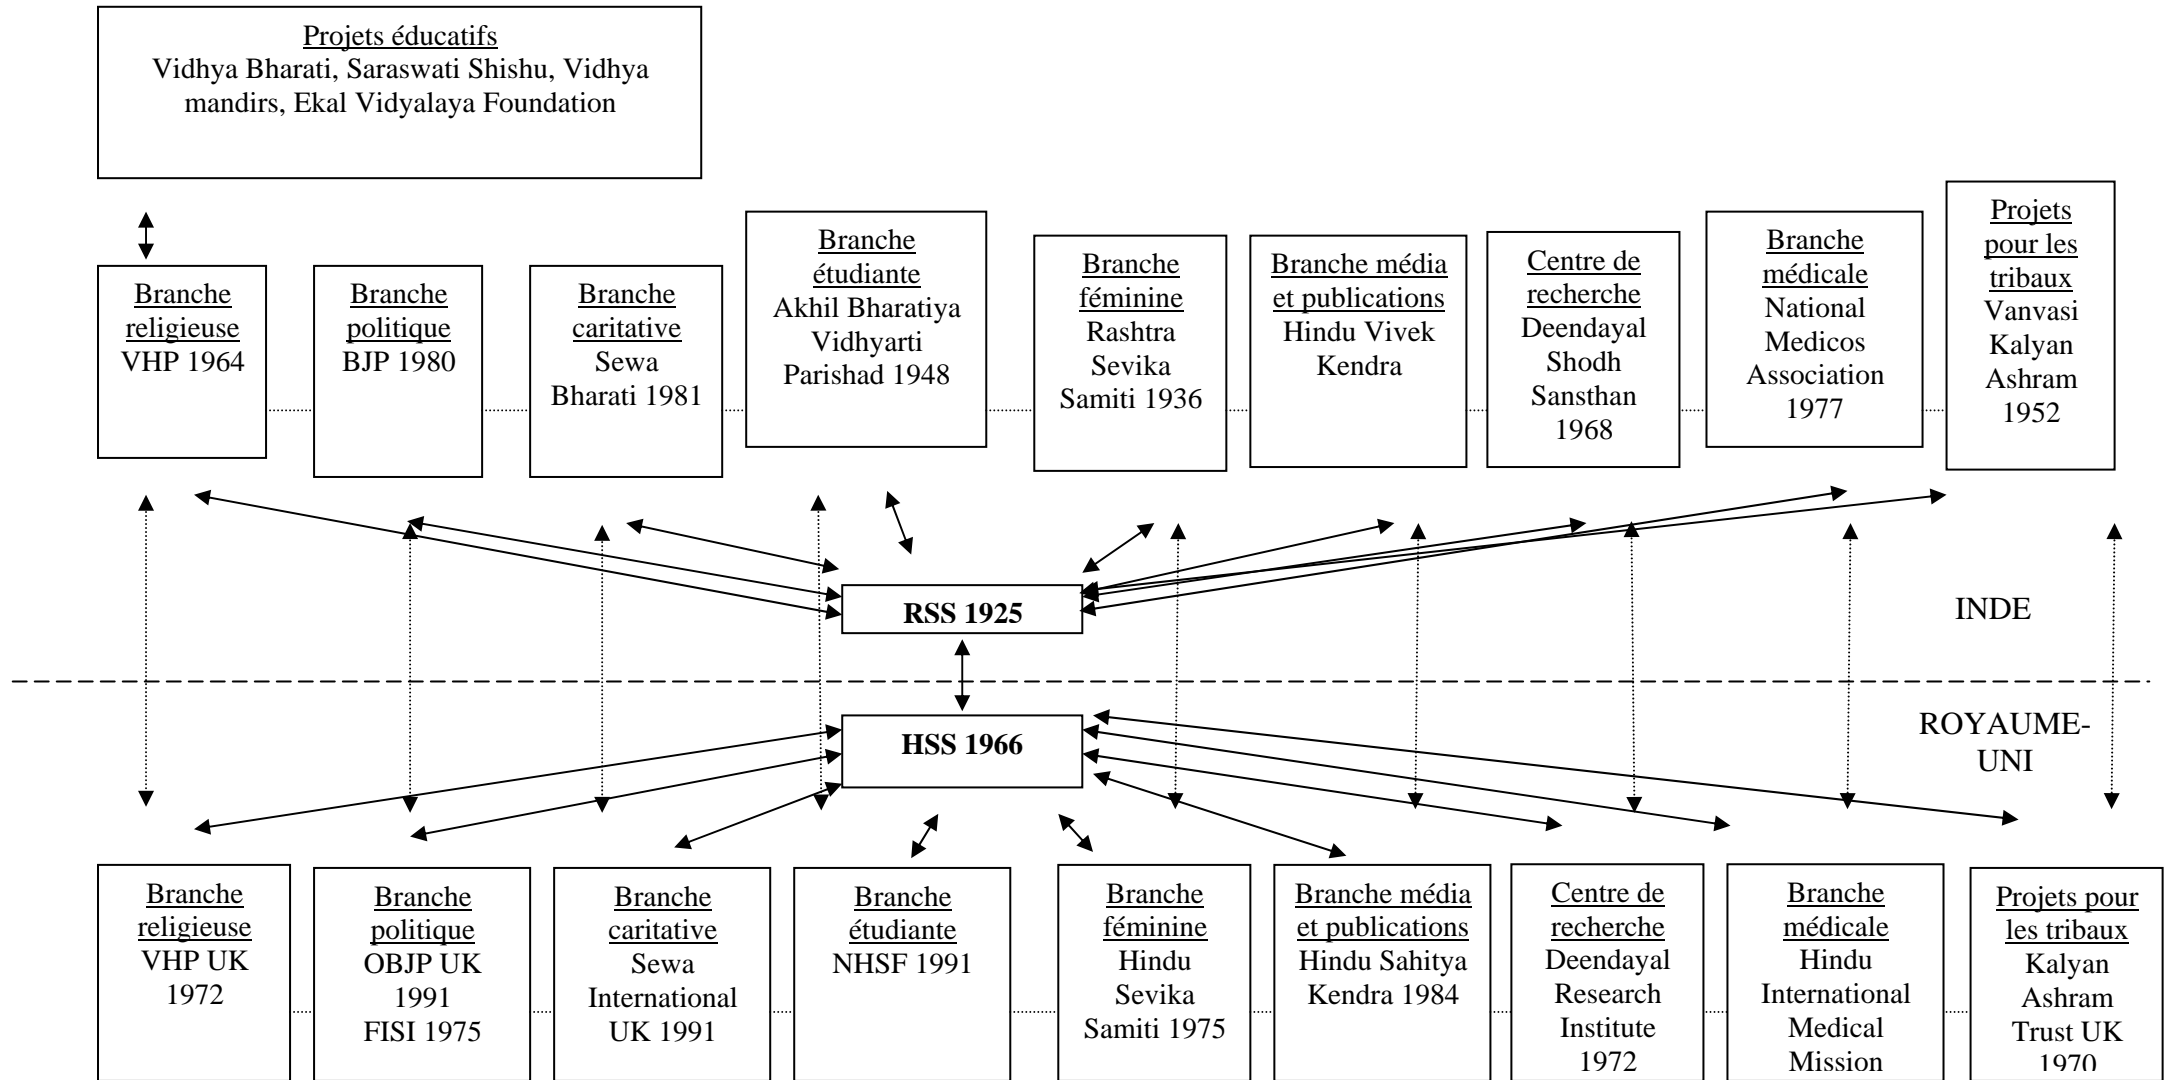 Projets éducatifs
Vidhya Bharati, Saraswati Shishu, Vidhya
mandirs, Ekal Vidyalaya Foundation
Branche
religieuse
VHP 1964
Branche
politique
BJP 1980
Branche
caritative
Sewa
Bharati 1981
Branche
étudiante
Akhil Bharatiya
Vidhyarti
Parishad 1948
Branche
féminine
Rashtra
Sevika
Samiti 1936
Branche média
et publications
Hindu Vivek
Kendra
Centre de
recherche
Deendayal
Shodh
Sansthan
1968
Branche
médicale
National
Medicos
Association
1977
Projets
pour les
tribaux
Vanvasi
Kalyan
Ashram
1952
RSS 1925
INDE
HSS 1966
ROYAUME-
UNI
Branche
religieuse
VHP UK
1972
Branche
politique
OBJP UK
1991
FISI 1975
Branche
caritative
Sewa
International
UK 1991
Branche
étudiante
NHSF 1991
Branche
féminine
Hindu
Sevika
Samiti 1975
Branche média
et publications
Hindu Sahitya
Kendra 1984
Centre de
recherche
Deendayal
Research
Institute
1972
Branche
médicale
Hindu
International
Medical
Mission
Projets pour
les tribaux
Kalyan
Ashram
Trust UK
1970